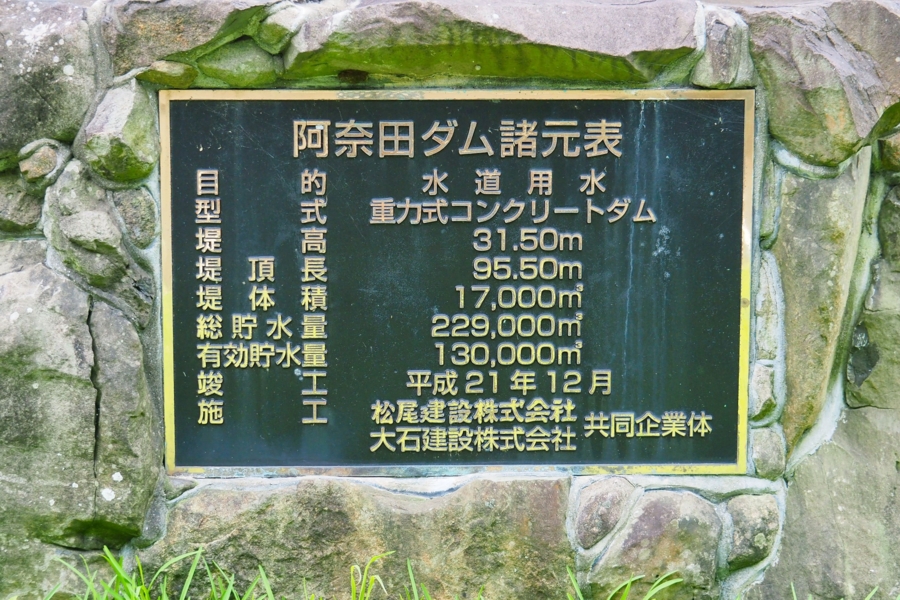 阿奈田ダム諸元表
目的 水道用水
型式 重力式コンクリートダム
堤高 31.50m
堤頂長 95.50m
堤体積 17,000㎥
総貯水量 229,000㎥
有効貯水量 130,000㎥
竣工 平成21年12月
施工 松尾建設株式会社
大石建設株式会社 共同企業体